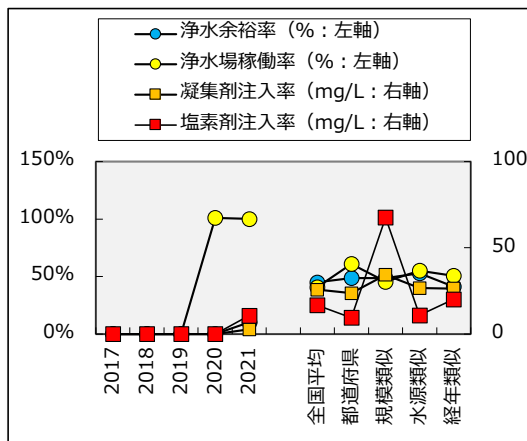 浄水余裕率（%：左軸）
浄水場稼働率（%：左軸）
凝集剤注入率（mg/L：右軸）
塩素剤注入率（mg/L：右軸）
150%
100%
50%
0%
100
50
0
2017
2018
2019
2020
2021
全国平均
都道府県
規模類似
水源類似
経年類似